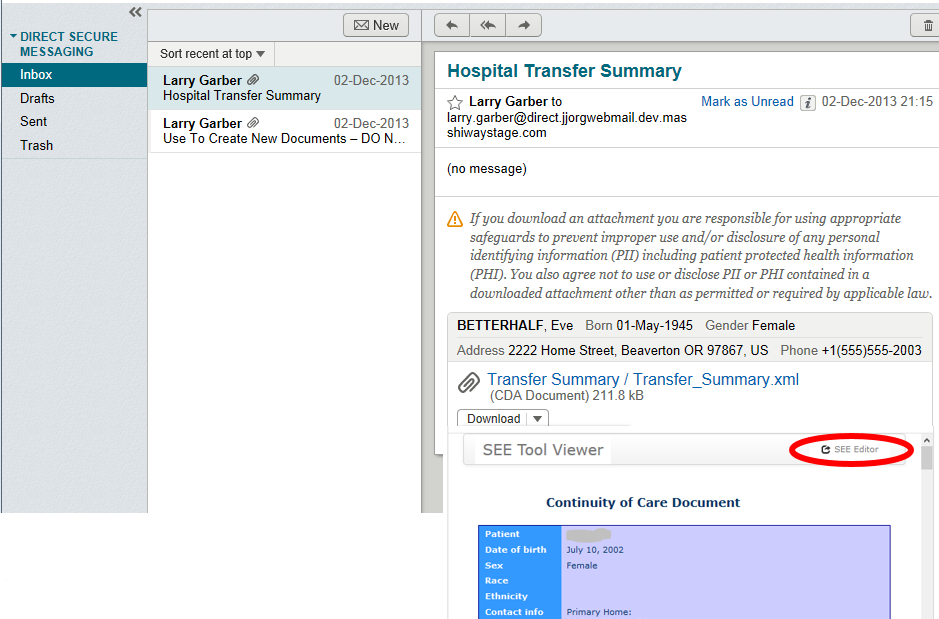 DIRECT SECURE
MESSAGING
Inbox
Drafts
Sent
Trash
New
Sort recent at top
Larry Garber 02-Dec-2013
Hospital Transfer Summary
Larry Garber 02-Dec-2013
Use To Create New Documents – DO N...
Hospital Transfer Summary
Larry Garber to
larry.garber@direct.jjorgwebmail.dev.mas
shiwaystage.com
Mark as Unread i 02-Dec-2013 21:15
(no message)
If you download an attachment you are responsible for using appropriate
safeguards to prevent improper use and/or disclosure of any personal
identifying information (PII) including patient protected health information
(PHI). You also agree not to use or disclose PII or PHI contained in a
downloaded attachment other than as permitted or required by applicable law.
BETTERHALF, Eve Born 01-May-1945 Gender Female
Address 2222 Home Street, Beaverton OR 97867, US Phone +1(555)555-2003
Transfer Summary / Transfer_Summary.xml
(CDA Document) 211.8 kB
Download
SEE Tool Viewer SEE Editor
Continuity of Care Document
Patient
Date of birth July 10, 2002
Sex Female
Race
Ethnicity
Contact info Primary Home: